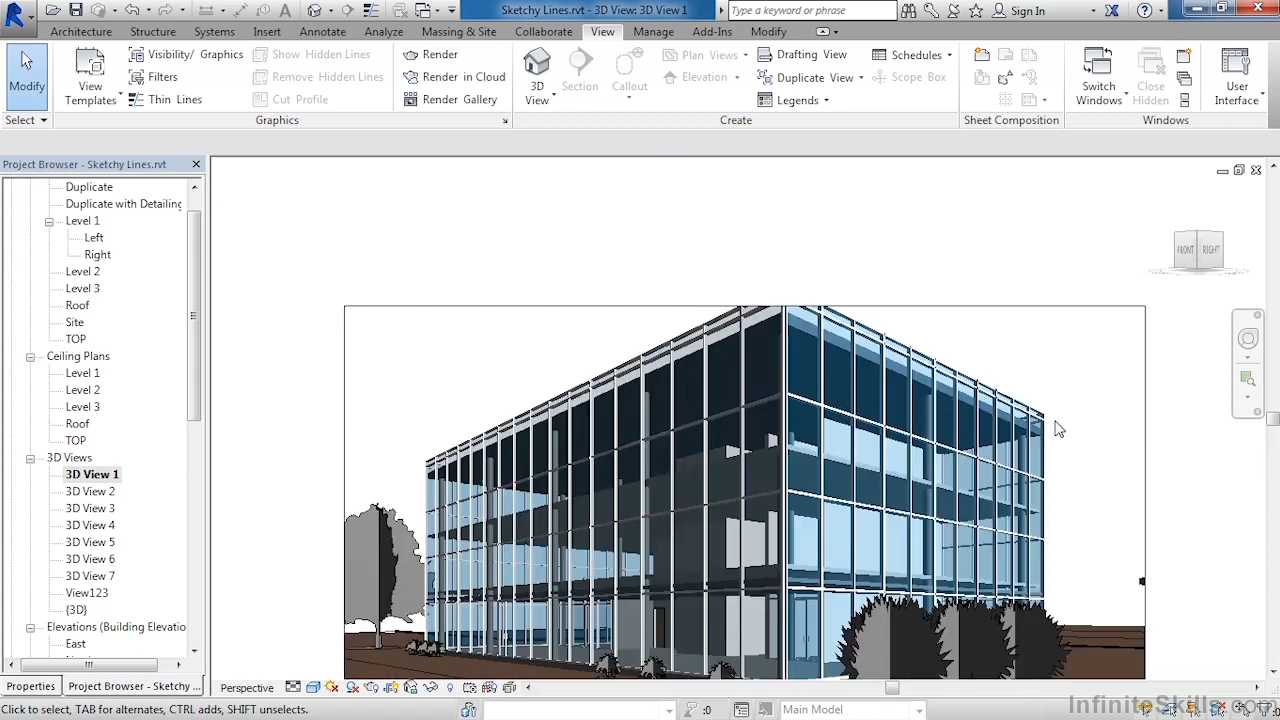 Sketchy Lines.rvt - 3D View: 3D View 1
Type a keyword or phrase
Sign In
Architecture Structure Systems Insert Annotate Analyze Massing & Site Collaborate View Manage Add-Ins Modify
Modify
View Templates
Visibility/ Graphics
Filters
Thin Lines
Show Hidden Lines
Remove Hidden Lines
Cut Profile
Render
Render in Cloud
Render Gallery
3D View
Section
Callout
Plan Views
Elevation
Drafting View
Duplicate View
Legends
Schedules
Scope Box
Switch Windows
Close Hidden
User Interface
Select
Graphics
Create
Sheet Composition
Windows
Project Browser - Sketchy Lines.rvt
Duplicate
Duplicate with Detailing
Level 1
Left
Right
Level 2
Level 3
Roof
Site
TOP
Ceiling Plans
Level 1
Level 2
Level 3
Roof
TOP
3D Views
3D View 1
3D View 2
3D View 3
3D View 4
3D View 5
3D View 6
3D View 7
View123
{3D}
Elevations (Building Elevatio
East
FRONT RIGHT
Properties
Project Browser - Sketchy ...
Perspective
Click to select, TAB for alternates, CTRL adds, SHIFT unselects.
:0
Main Model
InfiniteSkills.com